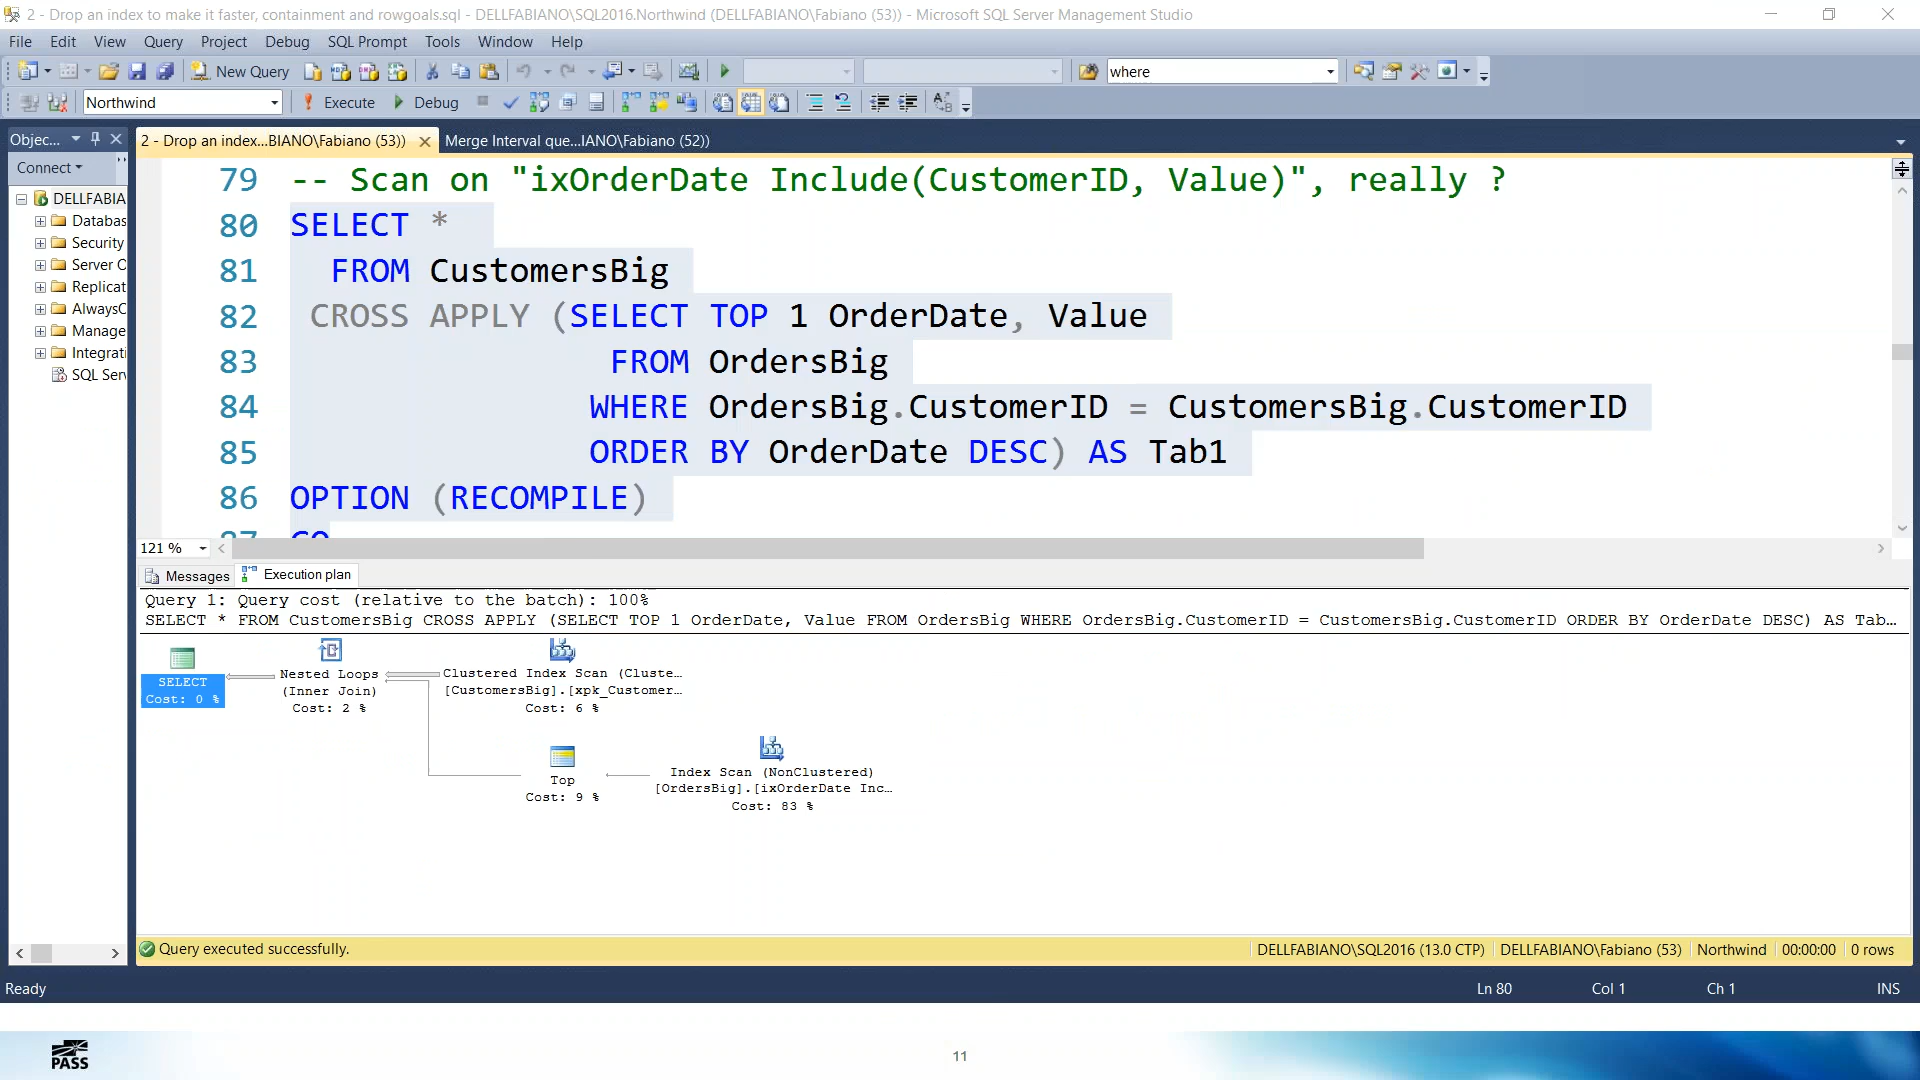 2 - Drop an index to make it faster, containment and rowgoals.sql - DELLFABIANO\SQL2016.Northwind (DELLFABIANO\Fabiano (53)) - Microsoft SQL Server Management Studio
File Edit View Query Project Debug SQL Prompt Tools Window Help
New Query where
Northwind Execute Debug
Objec... 2 - Drop an index...BIANO\Fabiano (53)) Merge Interval que...IANO\Fabiano (52))
Connect
DELLFABIA
Databas
Security
Server O
Replicat
AlwaysO
Manage
Integrati
SQL Serv
79 -- Scan on "ixOrderDate Include(CustomerID, Value)", really ?
80 SELECT *
81 FROM CustomersBig
82 CROSS APPLY (SELECT TOP 1 OrderDate, Value
83 FROM OrdersBig
84 WHERE OrdersBig.CustomerID = CustomersBig.CustomerID
85 ORDER BY OrderDate DESC) AS Tab1
86 OPTION (RECOMPILE)
87 GO
121 %
Messages Execution plan
Query 1: Query cost (relative to the batch): 100%
SELECT * FROM CustomersBig CROSS APPLY (SELECT TOP 1 OrderDate, Value FROM OrdersBig WHERE OrdersBig.CustomerID = CustomersBig.CustomerID ORDER BY OrderDate DESC) AS Tab...
SELECT
Cost: 0 %
Nested Loops
(Inner Join)
Cost: 2 %
Clustered Index Scan (Cluste...
[CustomersBig].[xpk_Customer...
Cost: 6 %
Top
Cost: 9 %
Index Scan (NonClustered)
[OrdersBig].[ixOrderDate Inc...
Cost: 83 %
Query executed successfully. DELLFABIANO\SQL2016 (13.0 CTP) DELLFABIANO\Fabiano (53) Northwind 00:00:00 0 rows
Ready Ln 80 Col 1 Ch 1 INS
PASS
11